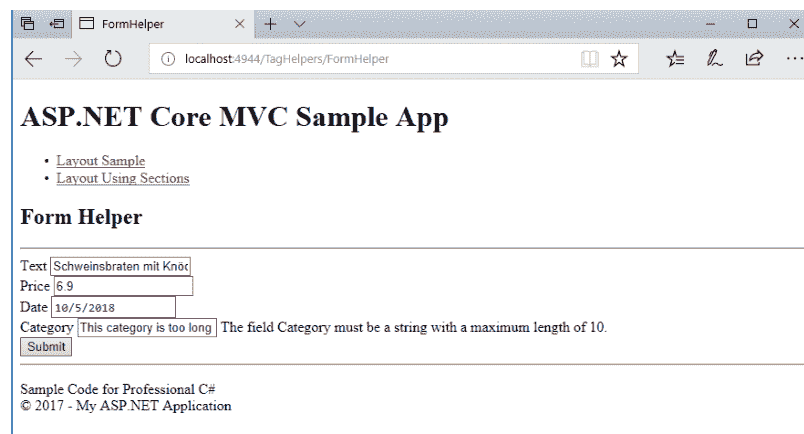 FormHelper
localhost:4944/TagHelpers/FormHelper
ASP.NET Core MVC Sample App
• Layout Sample
• Layout Using Sections
Form Helper
Text Schweinsbraten mit Knöc
Price 6.9
Date 10/5/2018
Category This category is too long The field Category must be a string with a maximum length of 10.
Submit
Sample Code for Professional C#
© 2017 - My ASP.NET Application